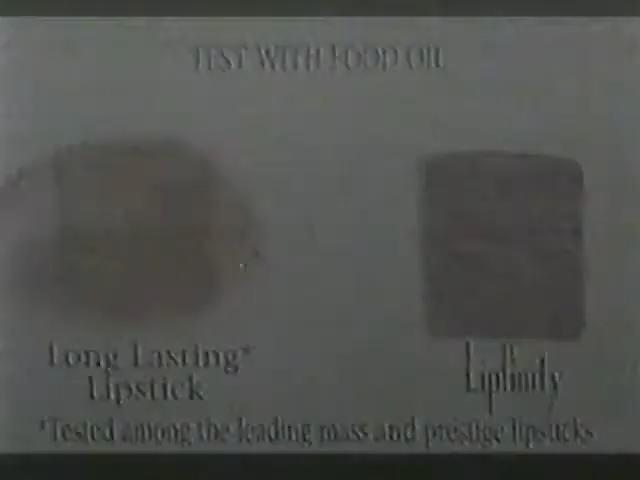 TEST WITH FOOD OIL
Long Lasting*
Lipstick
Lipfinity
*Tested among the leading mass and prestige lipsticks